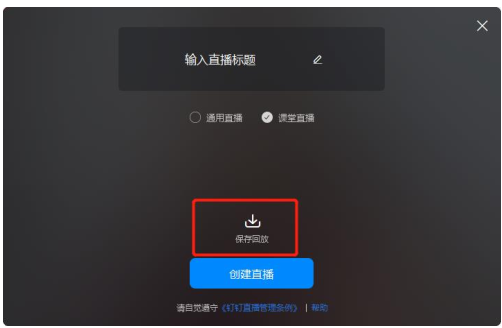 输入直播标题
通用直播 课堂直播
保存回放
创建直播
请自觉遵守《钉钉直播管理条例》 | 帮助